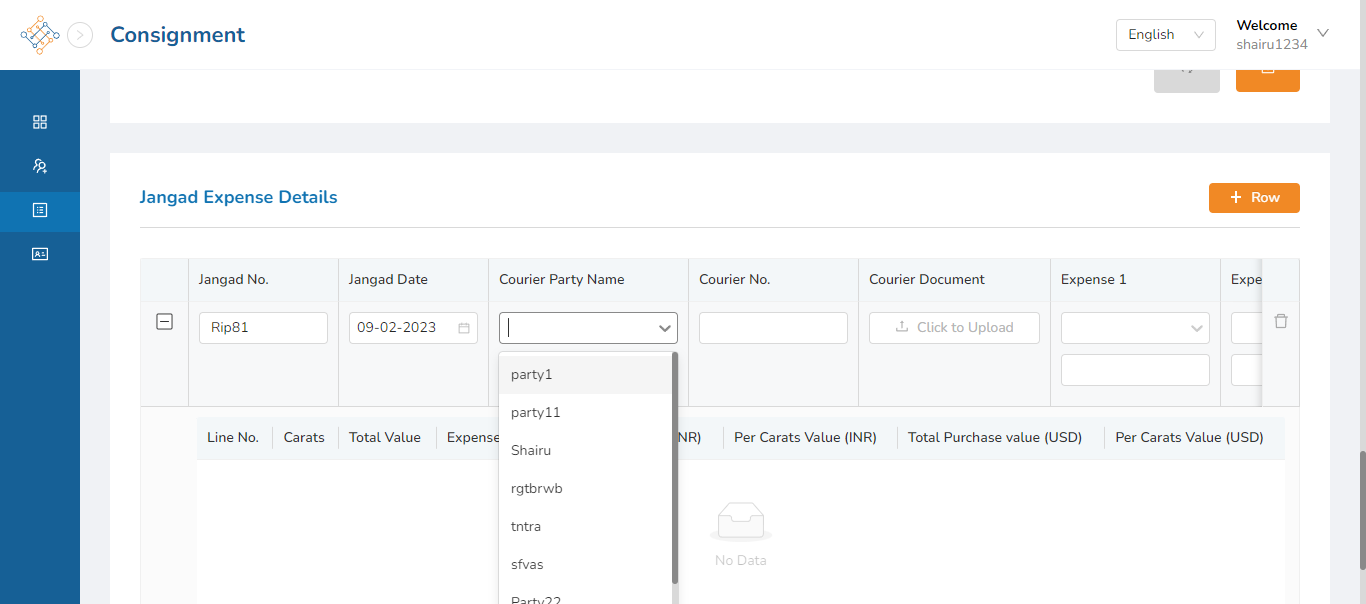 Consignment
English
Welcome
shairu1234
Jangad Expense Details
+ Row
Jangad No.
Jangad Date
Courier Party Name
Courier No.
Courier Document
Expense 1
Expe
Rip81
09-02-2023
Click to Upload
party1
party11
Shairu
rgtbrwb
tntra
sfvas
Party22
Line No.
Carats
Total Value
Expense
NR)
Per Carats Value (INR)
Total Purchase value (USD)
Per Carats Value (USD)
No Data